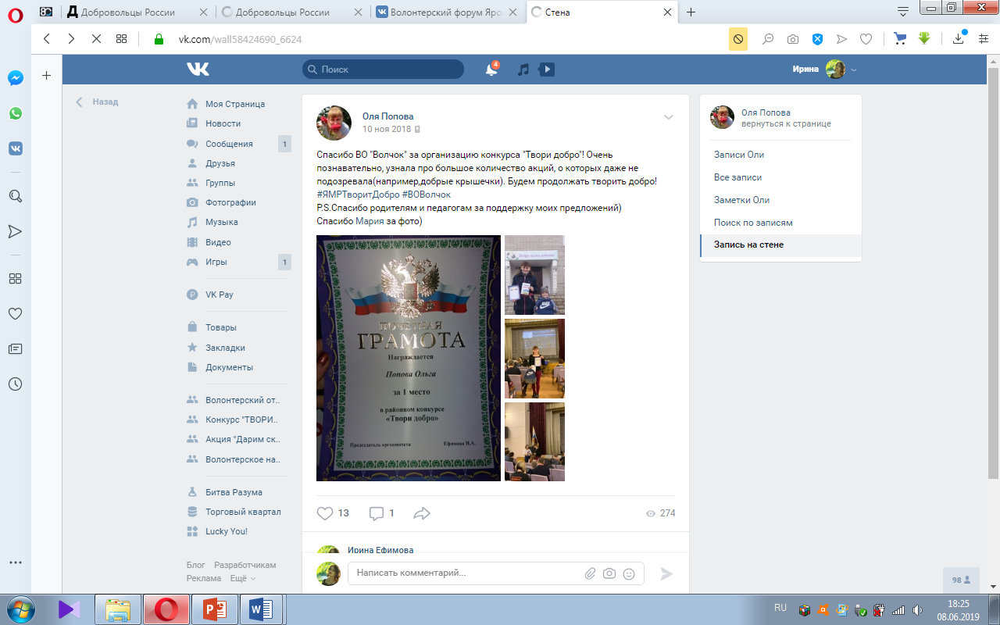 Добровольцы России
Добровольцы России
Волонтерский форум Яро
Стена
vk.com/wall58424690_6624
Поиск
4
Ирина
Назад
Моя Страница
Новости
Сообщения 1
Друзья
Группы
Фотографии
Музыка
Видео
Игры 1
VK Pay
Товары
Закладки
Документы
Волонтерский от..
Конкурс "ТВОРИ..
Акция "Дарим ск..
Волонтерское на..
Битва Разума
Торговый квартал
Lucky You!
Блог Разработчикам
Реклама Ещё
Оля Попова
10 ноя 2018
Спасибо ВО "Волчок" за организацию конкурса "Твори добро"! Очень
познавательно, узнала про большое количество акций, о которых даже не
подозревала(например,добрые крышечки). Будем продолжать творить добро!
#ЯМРТворитДобро #ВОВолчок
P.S.Спасибо родителям и педагогам за поддержку моих предложений)
Спасибо Мария за фото)
ПОЧЕТНАЯ
ГРАМОТА
Награждается
Попова Ольга
за 1 место
в районном конкурсе
«Твори добро»
Председатель оргкомитета Ефимова И.А.
13 1
274
Ирина Ефимова
Написать комментарий...
Оля Попова
вернуться к странице
Записи Оли
Все записи
Заметки Оли
Поиск по записям
Запись на стене
98
RU
18:25
08.06.2019